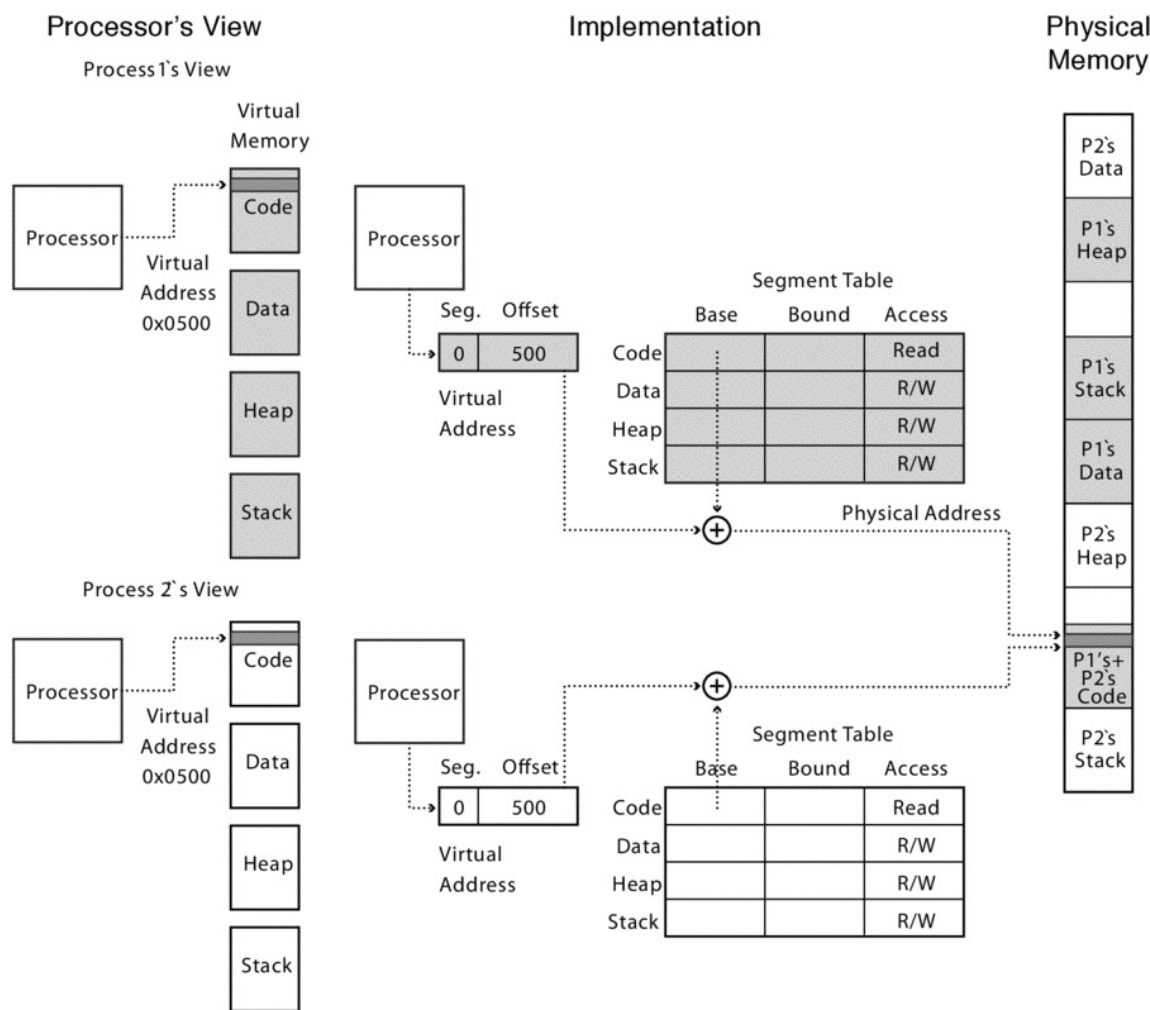 Processor's View
Implementation
Physical
Memory
Process 1`s View
Virtual
Memory
Processor
Code
Virtual
Address
0x0500
Data
Heap
Stack
Processor
Seg. Offset
0 500
Virtual
Address
Segment Table
Base Bound Access
Code Read
Data R/W
Heap R/W
Stack R/W
Physical Address
Process 2`s View
Processor
Code
Virtual
Address
0x0500
Data
Heap
Stack
Processor
Seg. Offset
0 500
Virtual
Address
Segment Table
Base Bound Access
Code Read
Data R/W
Heap R/W
Stack R/W
P2`s
Data
P1`s
Heap
P1`s
Stack
P1`s
Data
P2`s
Heap
P1's+
P2`s
Code
P2`s
Stack